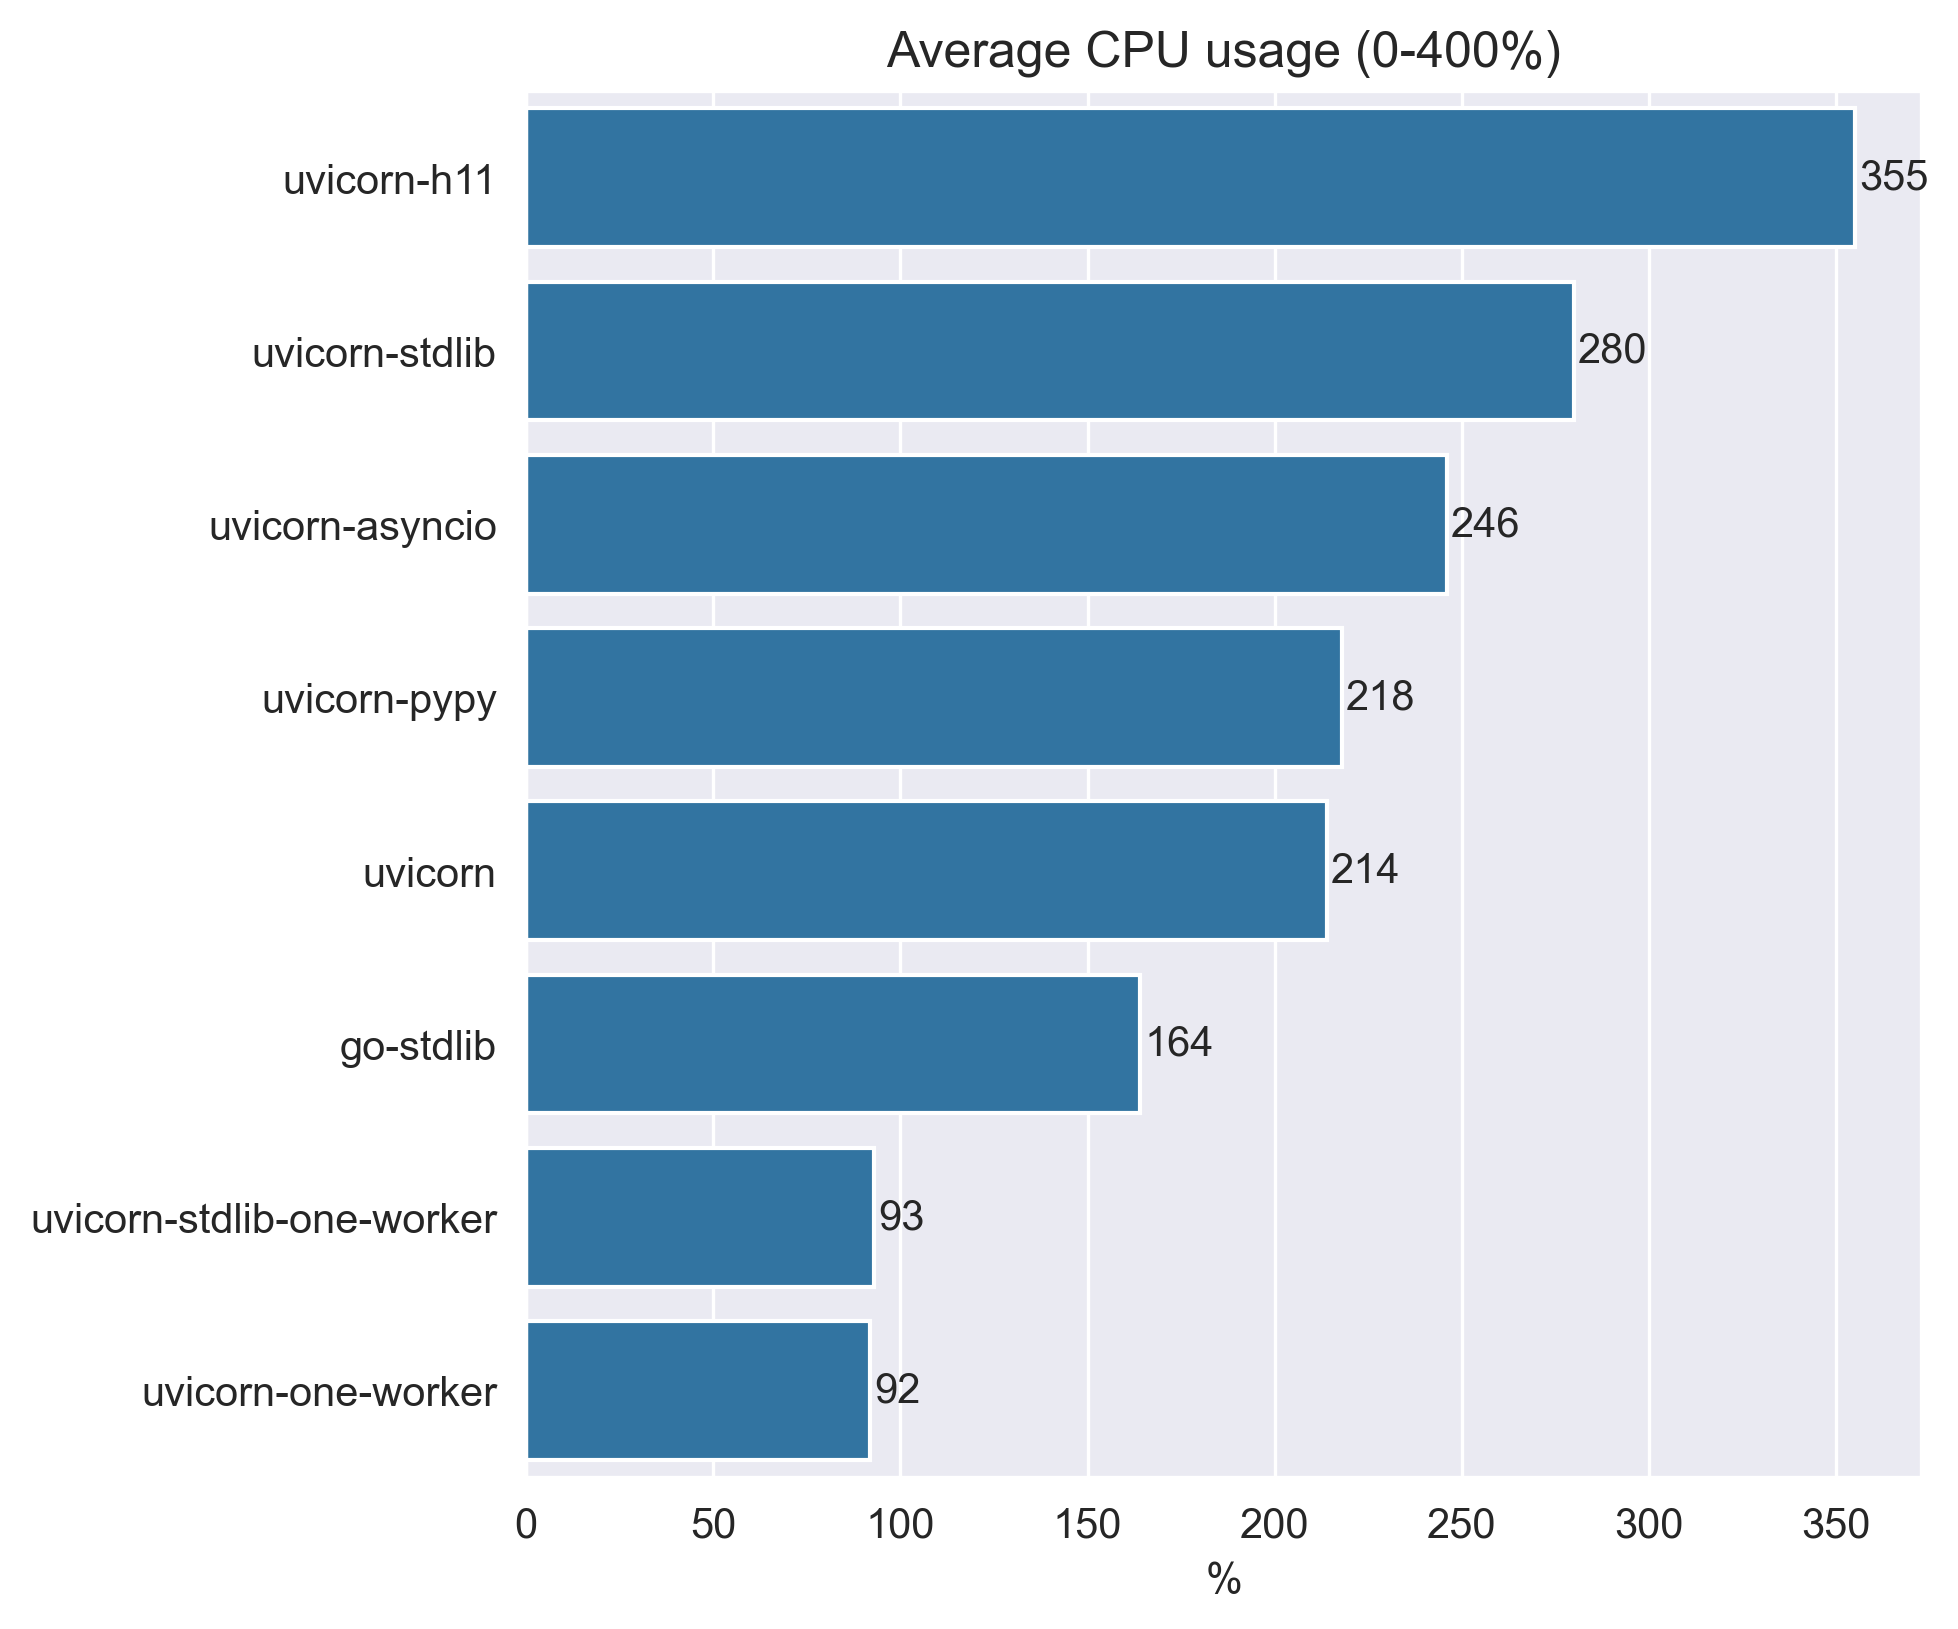 Average CPU usage (0-400%)
uvicorn-h11 355
uvicorn-stdlib 280
uvicorn-asyncio 246
uvicorn-pypy 218
uvicorn 214
go-stdlib 164
uvicorn-stdlib-one-worker 93
uvicorn-one-worker 92
0 50 100 150 200 250 300 350
%